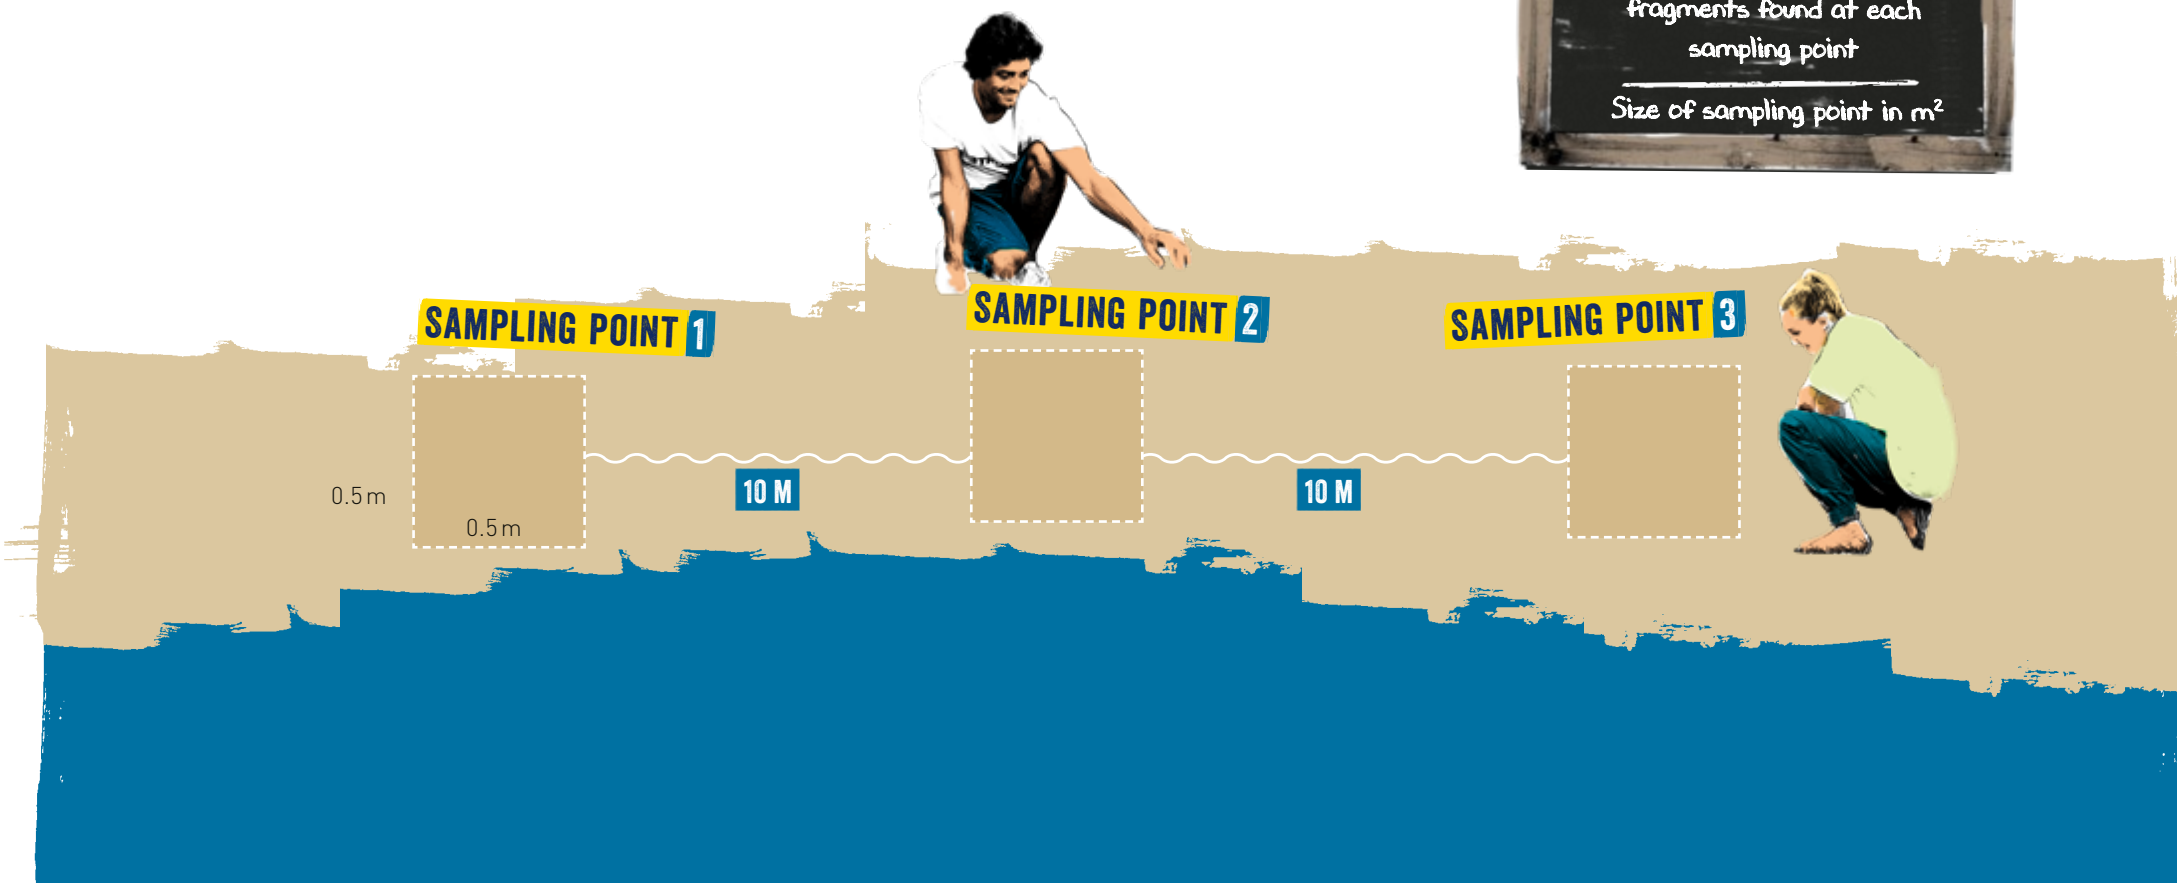 fragments found at each
sampling point
Size of sampling point in m²
SAMPLING POINT 1
SAMPLING POINT 2
SAMPLING POINT 3
10 M
10 M
0.5 m
0.5 m